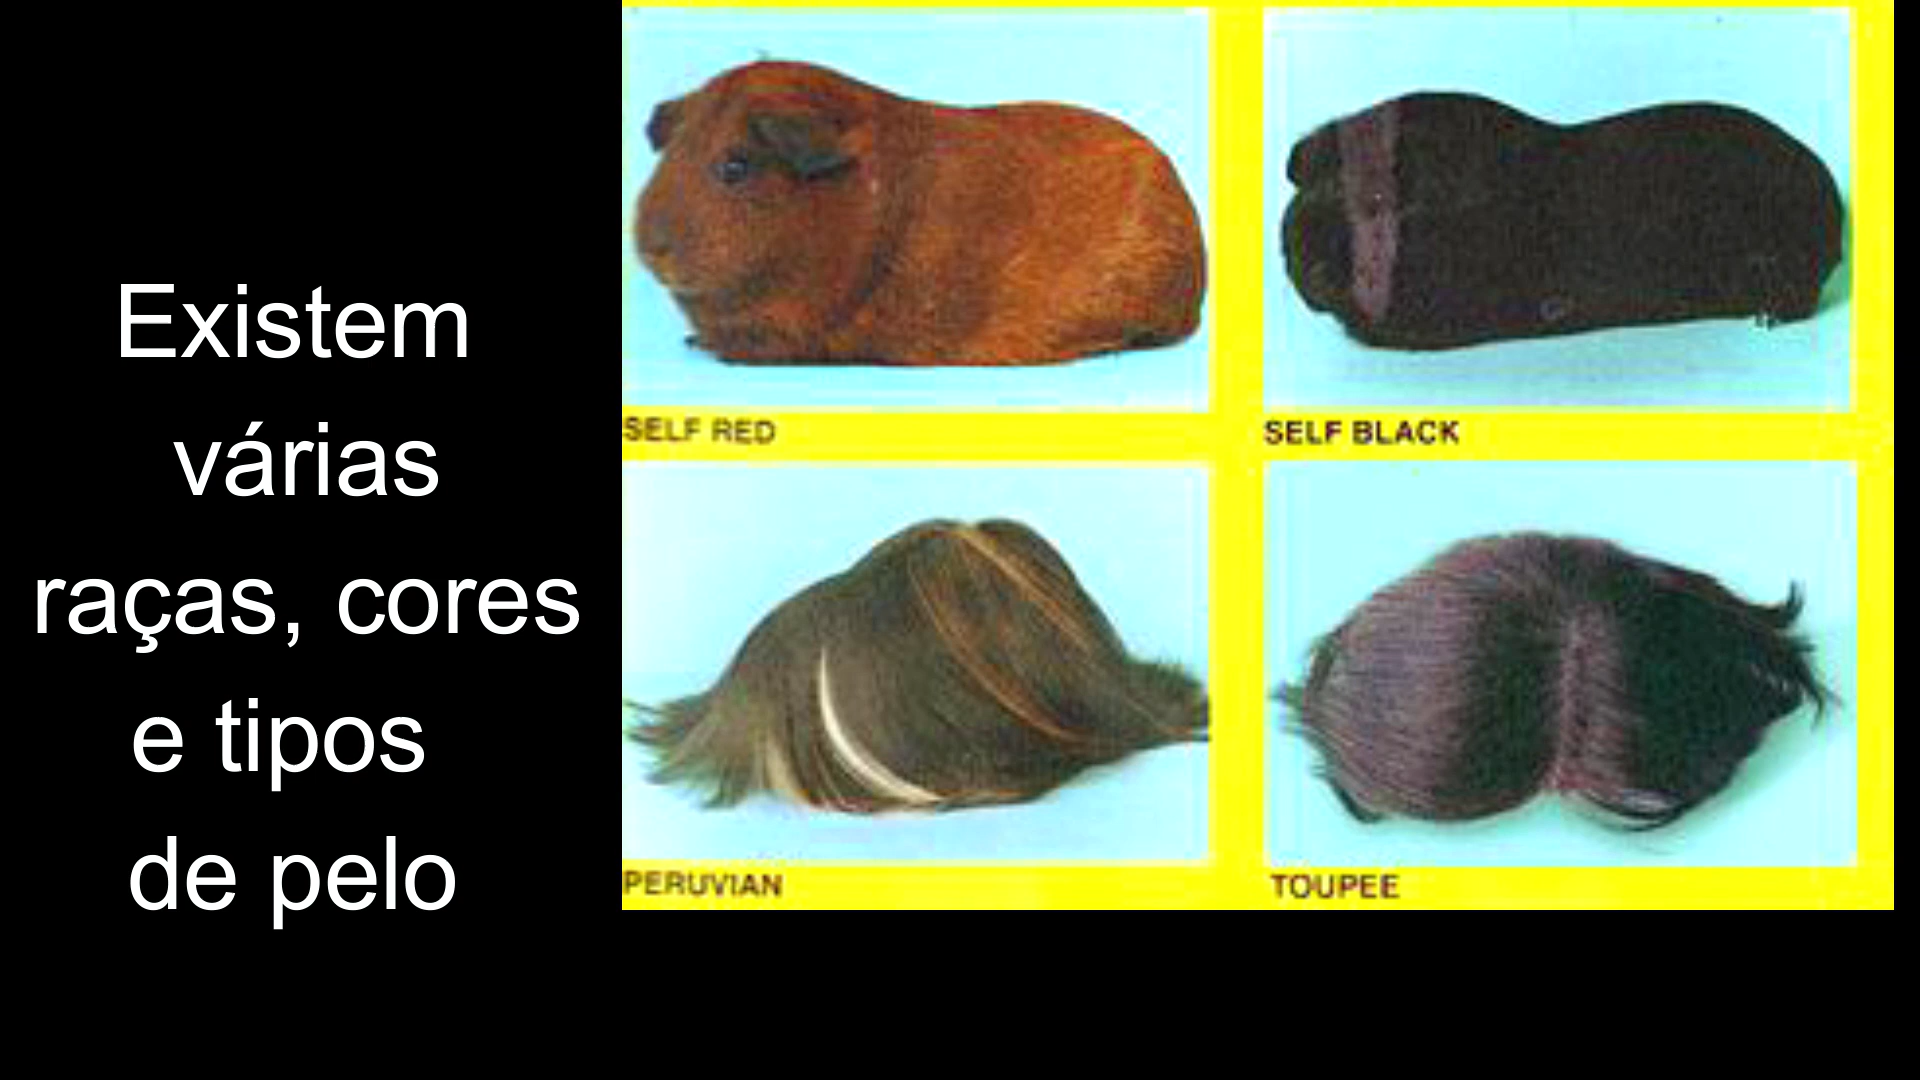 Existem
várias
raças, cores
e tipos
de pelo
SELF RED
SELF BLACK
PERUVIAN
TOUPEE